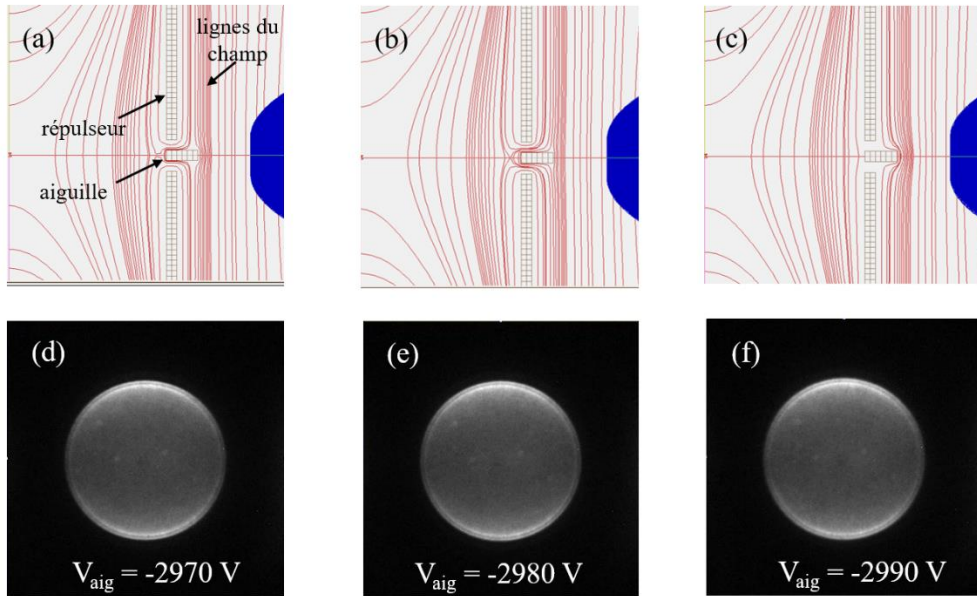 (a)
lignes du
champ
répulseur
aiguille
(b)
(c)
(d)
V_aig = -2970 V
(e)
V_aig = -2980 V
(f)
V_aig = -2990 V